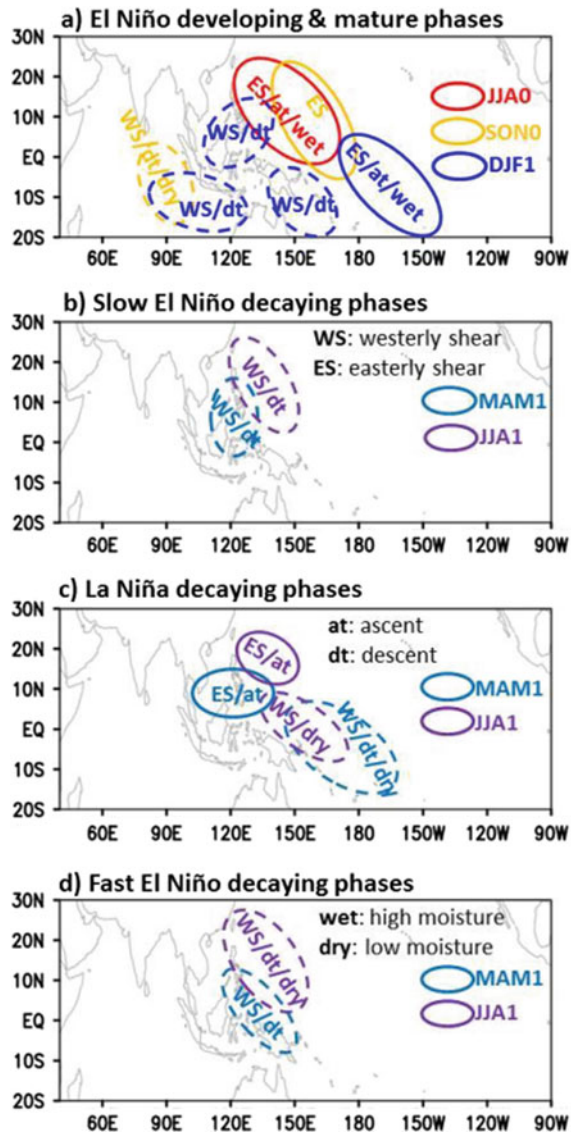 a) El Niño developing & mature phases
30N
20N
10N
EQ
10S
20S
ES/at/wet
ES
WS/dt
WS/dt/dry
WS/dt
WS/dt
ES/at/wet
JJA0
SON0
DJF1
60E 90E 120E 150E 180 150W 120W 90W
b) Slow El Niño decaying phases
30N
20N
10N
EQ
10S
20S
WS: westerly shear
ES: easterly shear
WS/dt
WS/dt
MAM1
JJA1
60E 90E 120E 150E 180 150W 120W 90W
c) La Niña decaying phases
30N
20N
10N
EQ
10S
20S
at: ascent
dt: descent
ES/at
ES/at
WS/dry
WS/dt/dry
MAM1
JJA1
60E 90E 120E 150E 180 150W 120W 90W
d) Fast El Niño decaying phases
30N
20N
10N
EQ
10S
20S
wet: high moisture
dry: low moisture
WS/dt/dry
WS/dt
MAM1
JJA1
60E 90E 120E 150E 180 150W 120W 90W